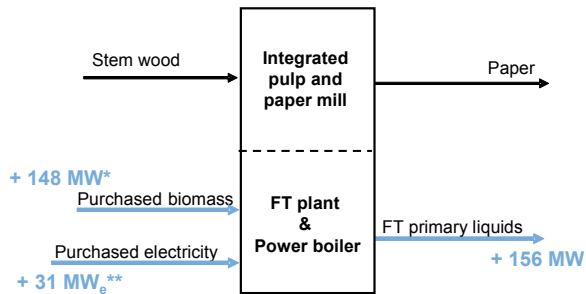 Stem wood
Integrated
pulp and
paper mill
Paper
+ 148 MW*
Purchased biomass
FT plant
&
Power boiler
FT primary liquids
+ 156 MW
Purchased electricity
+ 31 MWe**